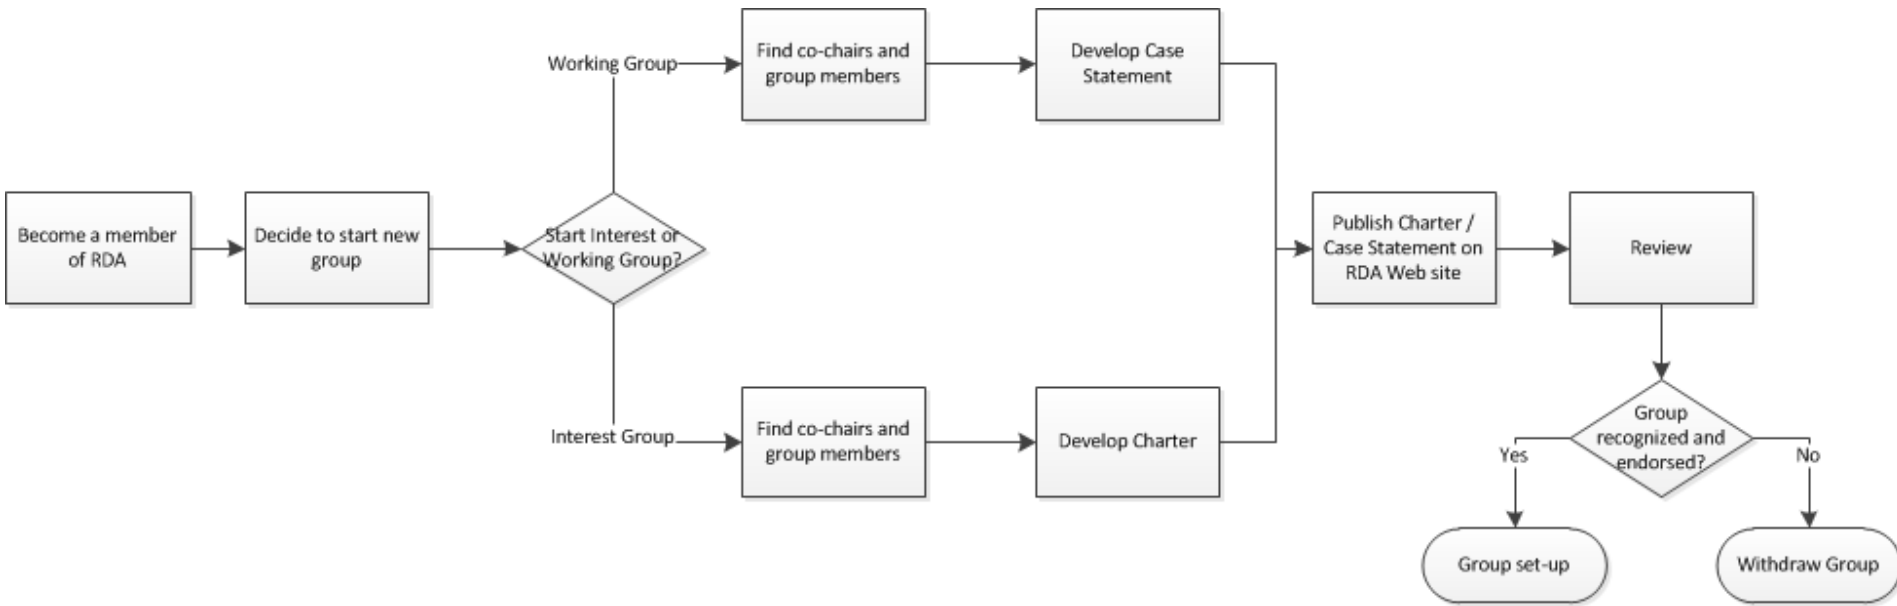 Become a member
of RDA
Decide to start new
group
Start Interest or
Working Group?
Working Group
Find co-chairs and
group members
Develop Case
Statement
Interest Group
Find co-chairs and
group members
Develop Charter
Publish Charter /
Case Statement on
RDA Web site
Review
Group
recognized and
endorsed?
Yes
No
Group set-up
Withdraw Group